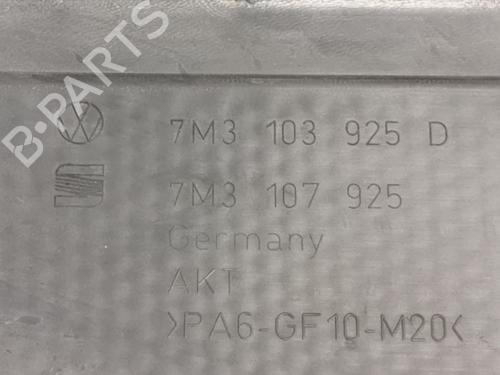 B-PARTS
7M3 103 925 D
7M3 107 925
Germany
AKT
>PA6-GF10-M20<